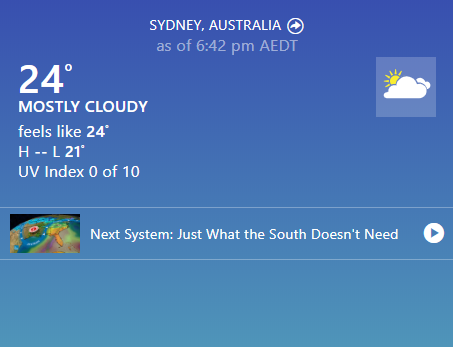 SYDNEY, AUSTRALIA
as of 6:42 pm AEDT
24°
MOSTLY CLOUDY
feels like 24°
H -- L 21°
UV Index 0 of 10
Next System: Just What the South Doesn't Need